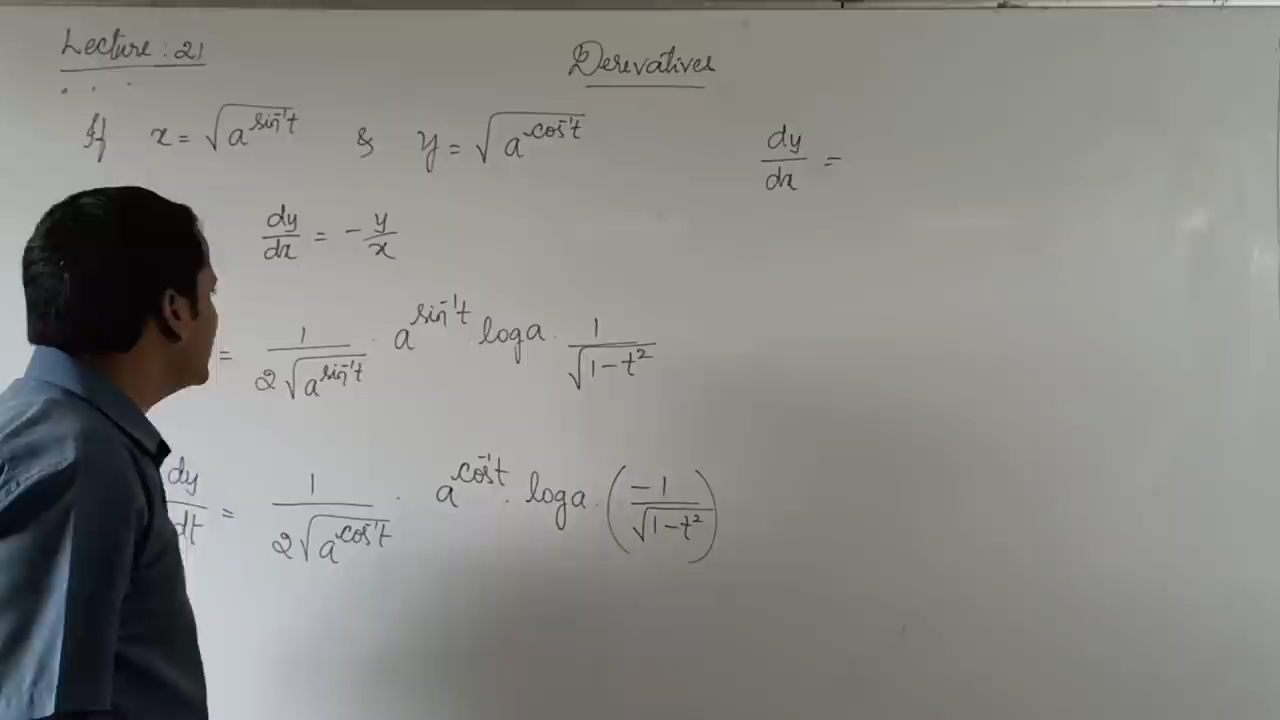 Lecture : 21
Derevatives
If x = √(a^(sin⁻¹t)) & y = √(a^(cos⁻¹t))
dy/dx =
dy/dx = - y/x
= 1/(2√(a^(sin⁻¹t))) · a^(sin⁻¹t) log a · 1/√(1-t²)
dy/dt = 1/(2√(a^(cos⁻¹t))) · a^(cos⁻¹t) · log a · (-1/√(1-t²))